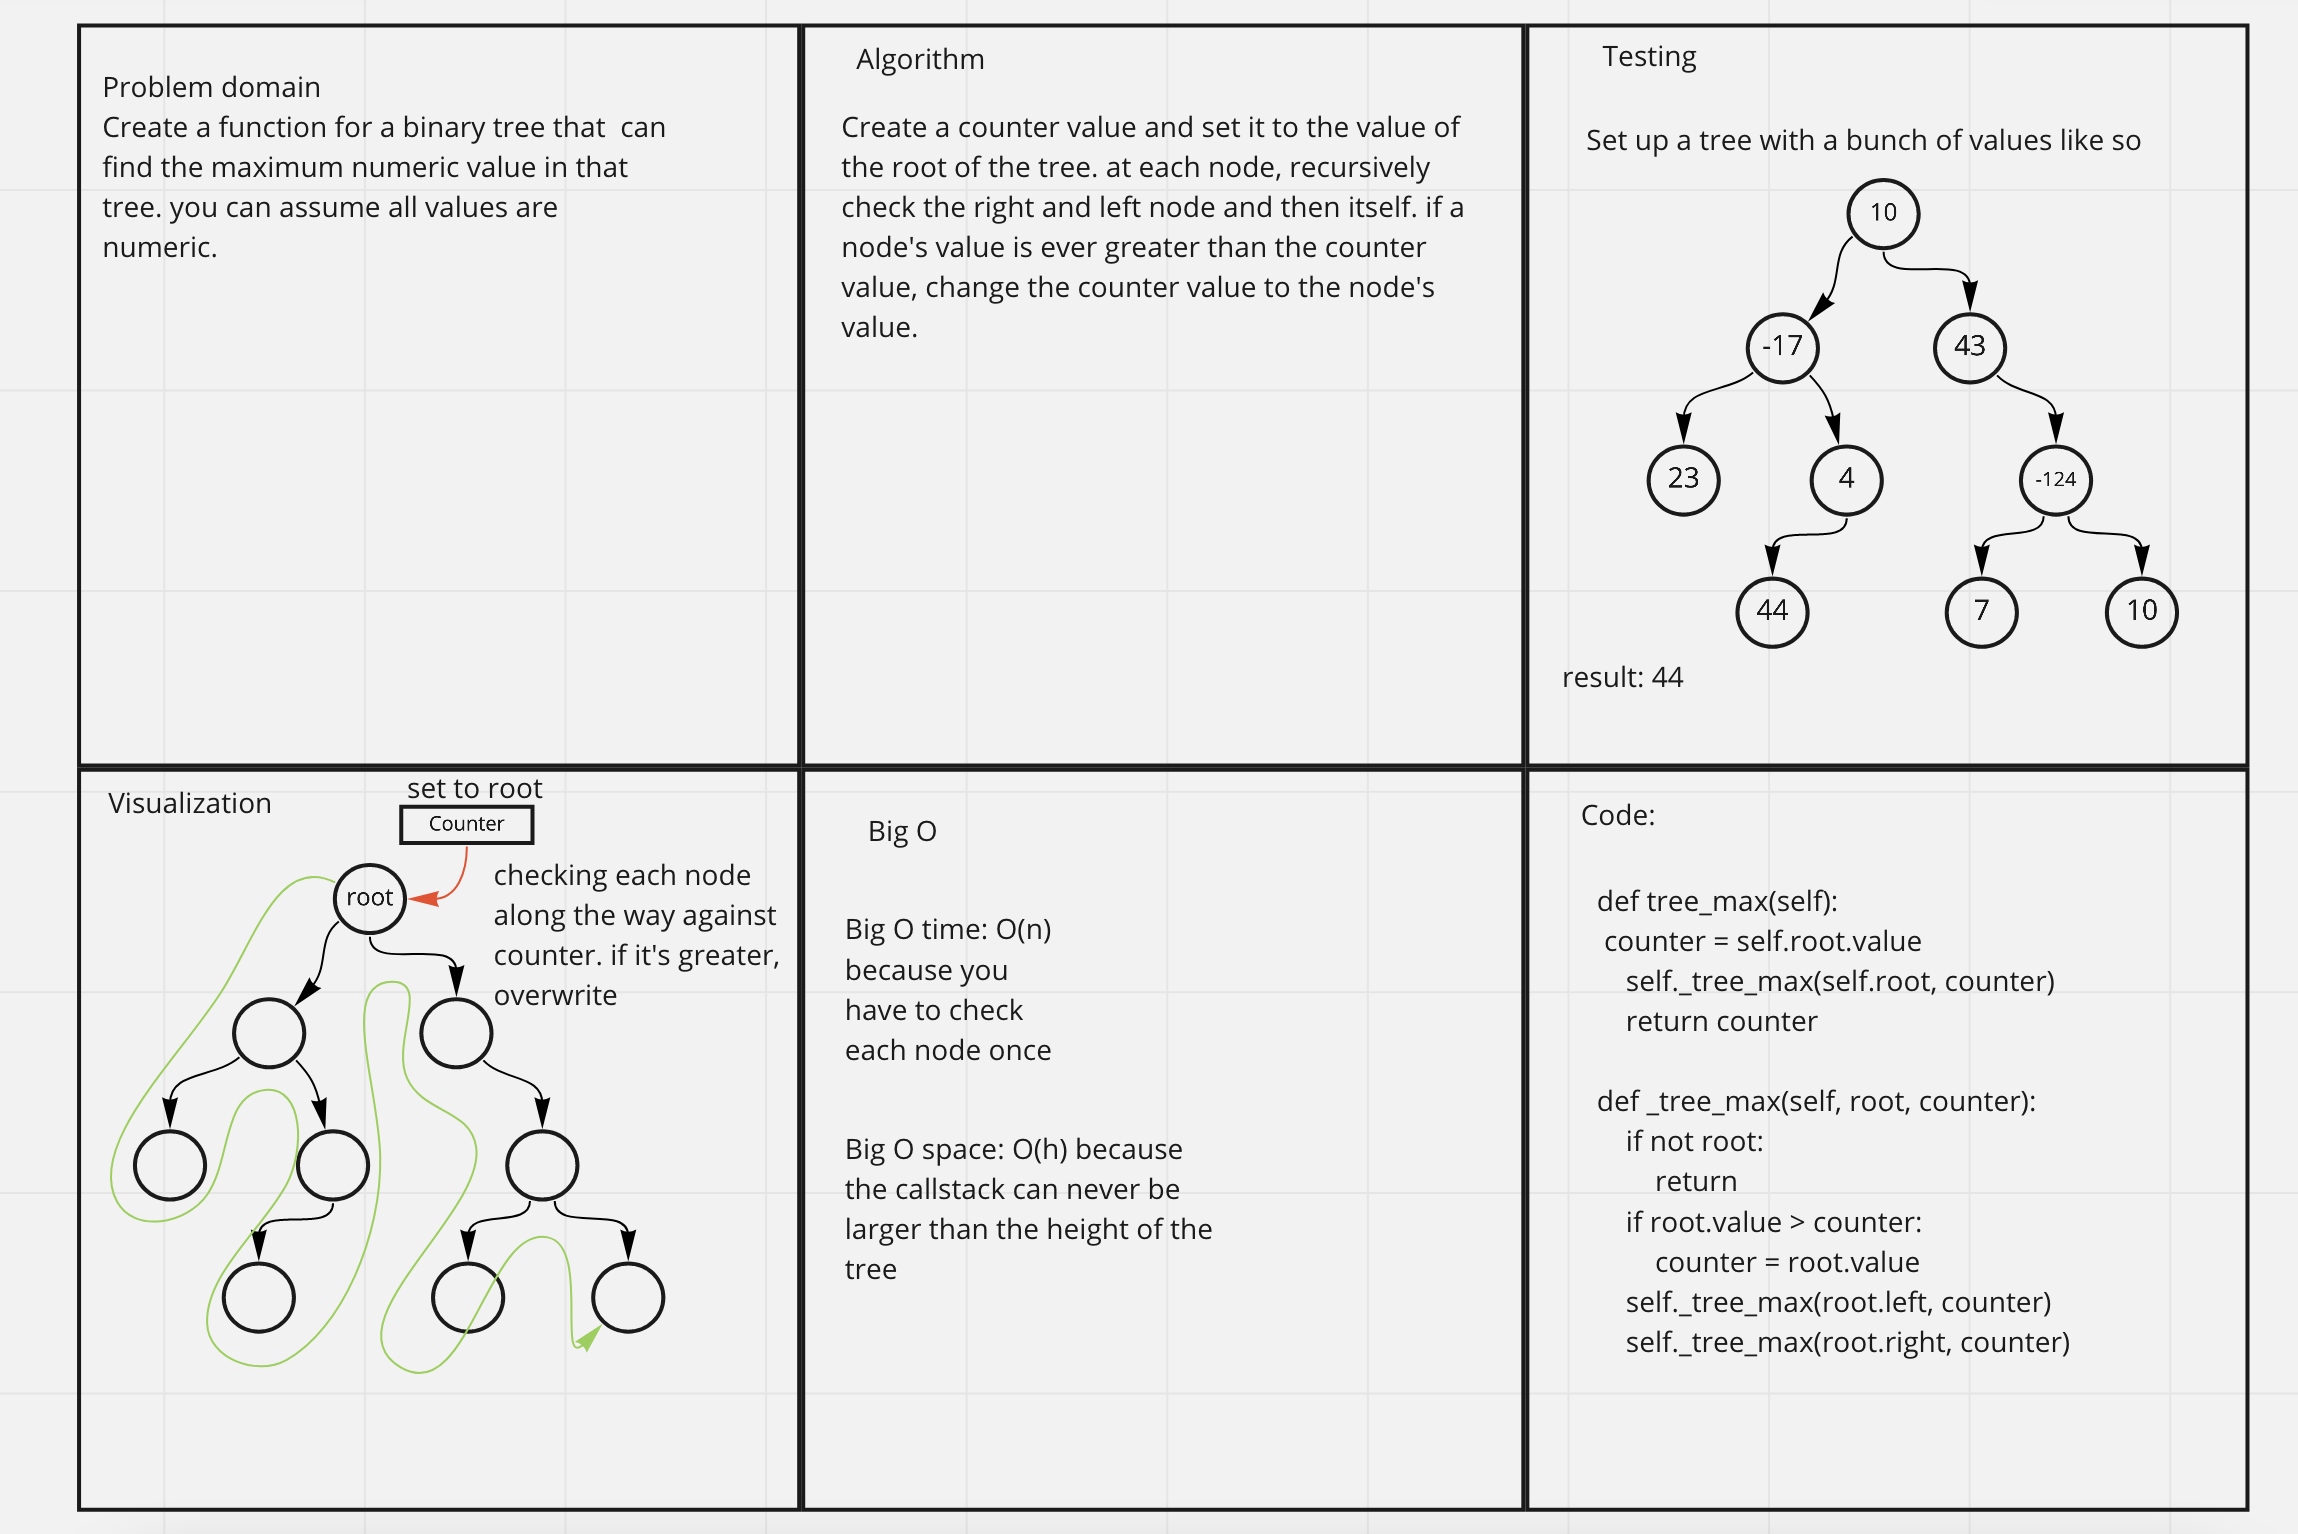 Problem domain
Create a function for a binary tree that  can
find the maximum numeric value in that
tree. you can assume all values are
numeric.
Algorithm
Create a counter value and set it to the value of
the root of the tree. at each node, recursively
check the right and left node and then itself. if a
node's value is ever greater than the counter
value, change the counter value to the node's
value.
Testing
Set up a tree with a bunch of values like so
10
-17
43
23
4
-124
44
7
10
result: 44
Visualization
set to root
Counter
root
checking each node
along the way against
counter. if it's greater,
overwrite
Big O
Big O time: O(n)
because you
have to check
each node once
Big O space: O(h) because
the callstack can never be
larger than the height of the
tree
Code:
def tree_max(self):
 counter = self.root.value
    self._tree_max(self.root, counter)
    return counter
def _tree_max(self, root, counter):
    if not root:
        return
    if root.value > counter:
        counter = root.value
    self._tree_max(root.left, counter)
    self._tree_max(root.right, counter)